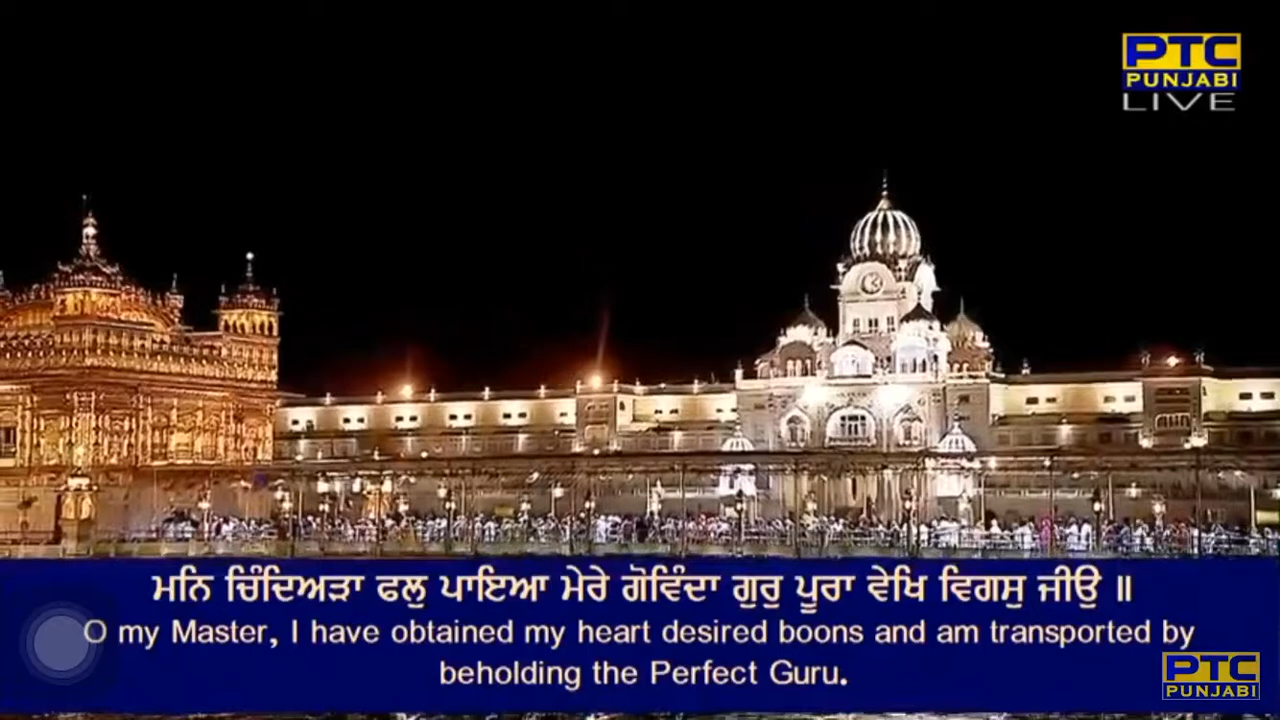 PTC
PUNJABI
LIVE
ਮਨਿ ਚਿੰਦਿਅੜਾ ਫਲੁ ਪਾਇਆ ਮੇਰੇ ਗੋਵਿੰਦਾ ਗੁਰੁ ਪੂਰਾ ਵੇਖਿ ਵਿਗਸੁ ਜੀਉ ॥
O my Master, I have obtained my heart desired boons and am transported by
beholding the Perfect Guru.
PTC
PUNJABI